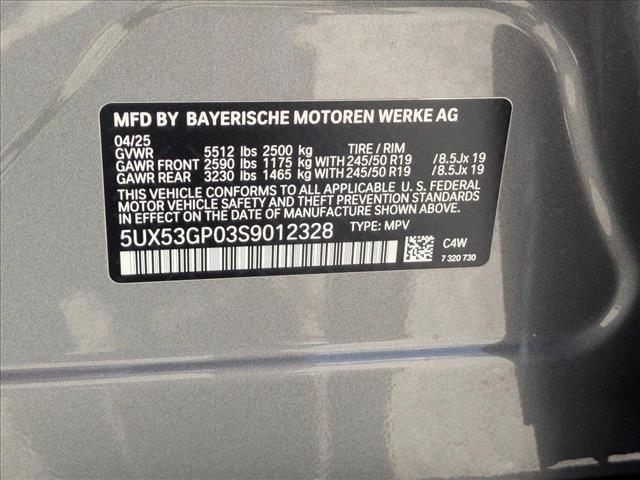 MFD BY BAYERISCHE MOTOREN WERKE AG
04/25
GVWR 5512 lbs 2500 kg TIRE / RIM
GAWR FRONT 2590 lbs 1175 kg WITH 245/50 R19 /8.5Jx 19
GAWR REAR 3230 lbs 1465 kg WITH 245/50 R19 /8.5Jx 19
THIS VEHICLE CONFORMS TO ALL APPLICABLE U. S. FEDERAL
MOTOR VEHICLE SAFETY, BUMPER, AND THEFT PREVENTION
STANDARDS IN EFFECT ON THE DATE OF MANUFACTURE SHOWN ABOVE.
5UX53GP03S9012328 TYPE: MPV
C4W
7 320 730